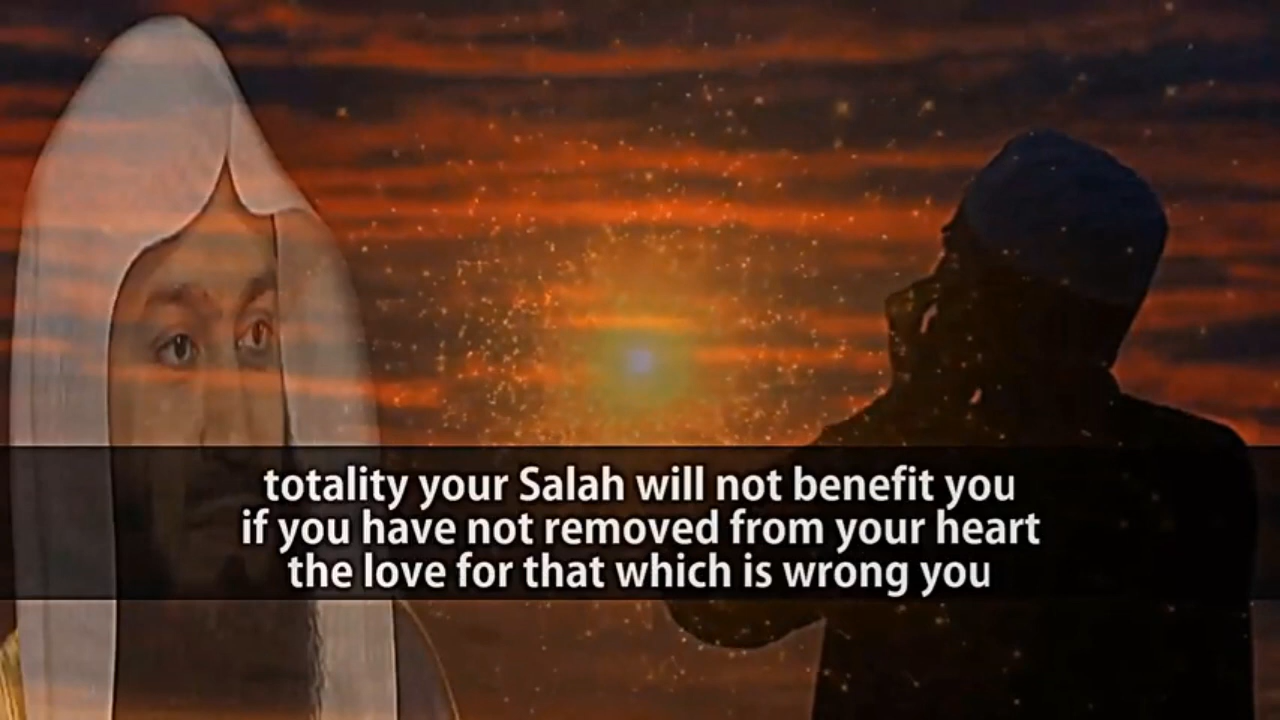 totality your Salah will not benefit you
if you have not removed from your heart
the love for that which is wrong you